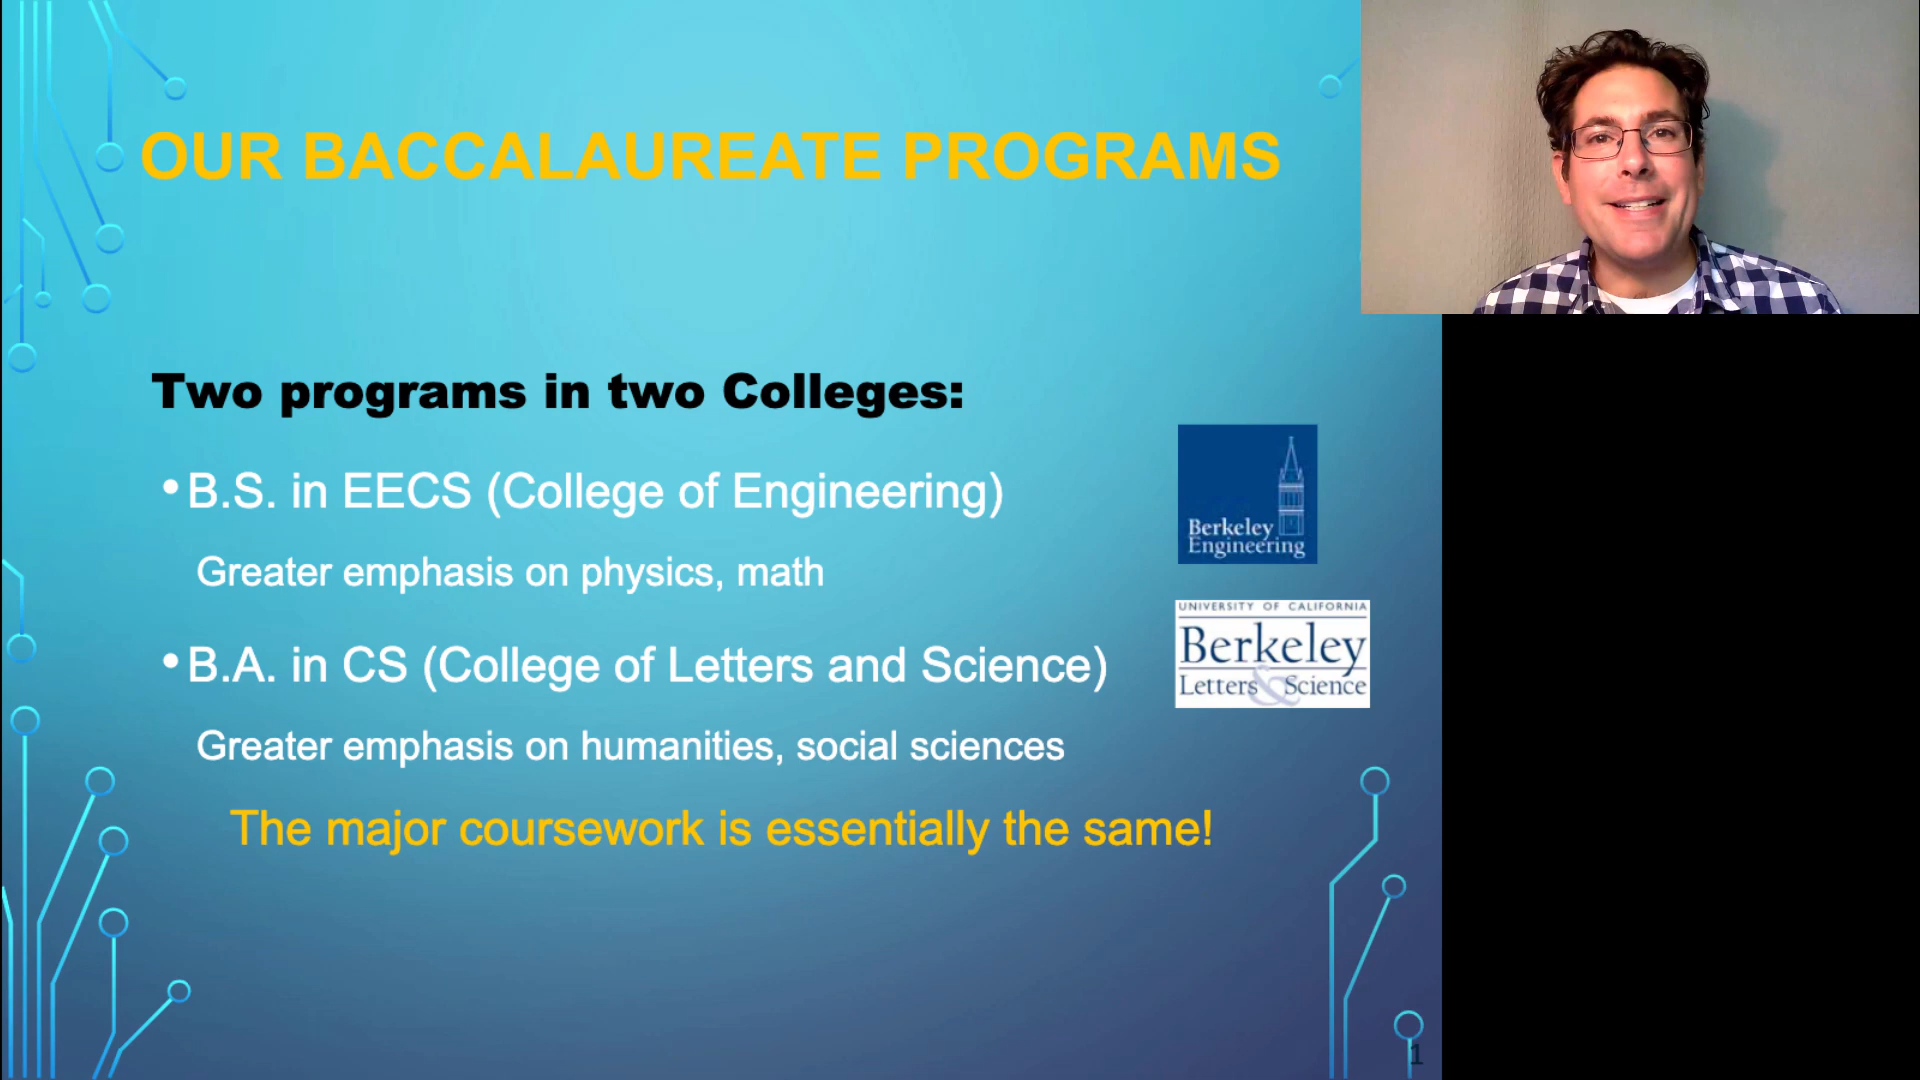 OUR BACCALAUREATE PROGRAMS
Two programs in two Colleges:
•B.S. in EECS (College of Engineering)
Greater emphasis on physics, math
Berkeley
Engineering
•B.A. in CS (College of Letters and Science)
Greater emphasis on humanities, social sciences
UNIVERSITY OF CALIFORNIA
Berkeley
Letters & Science
The major coursework is essentially the same!
1